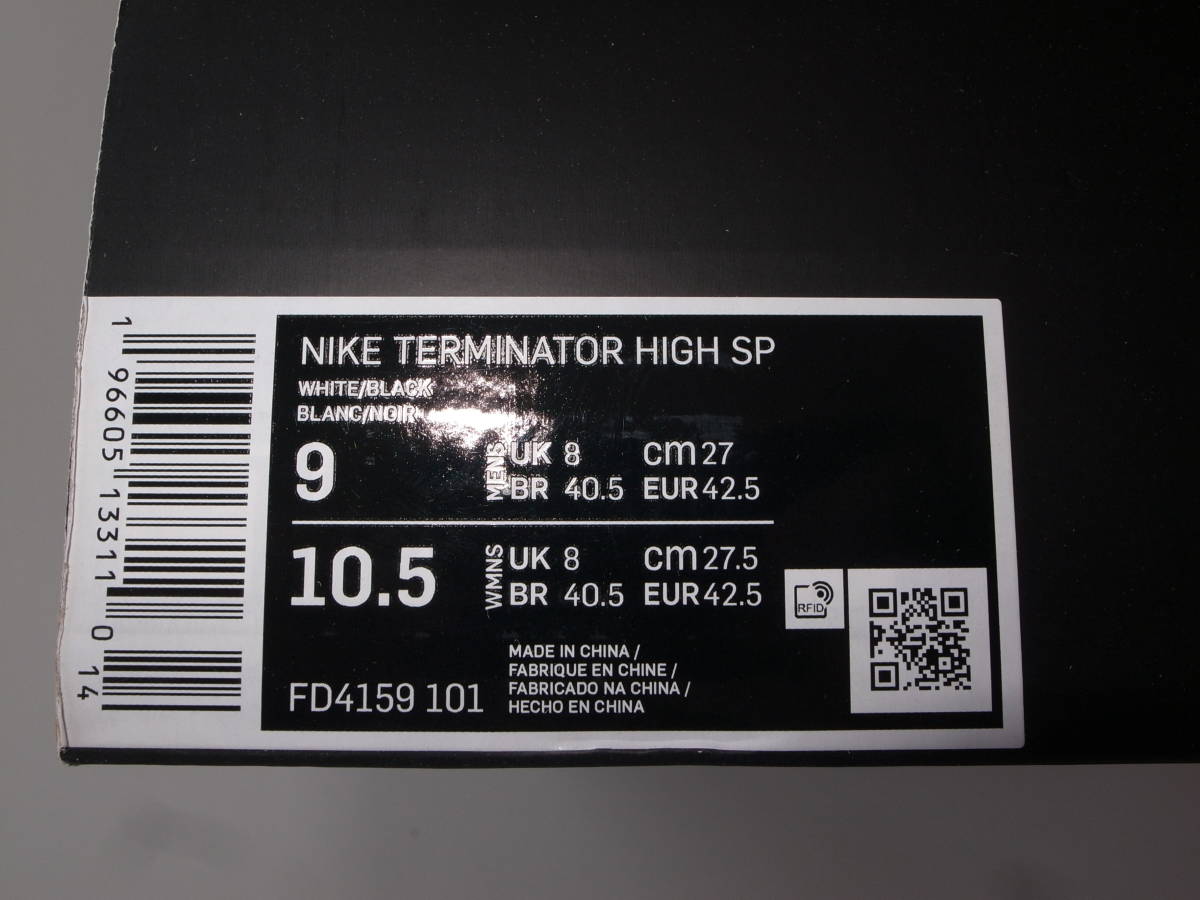 NIKE TERMINATOR HIGH SP
WHITE/BLACK
BLANC/NOIR
9
MENS
UK 8 cm 27
BR 40.5 EUR 42.5
10.5
WMNS
UK 8 cm 27.5
BR 40.5 EUR 42.5
RFID
MADE IN CHINA /
FABRIQUE EN CHINE /
FABRICADO NA CHINA /
HECHO EN CHINA
FD4159 101
1 96605 13311 0 14